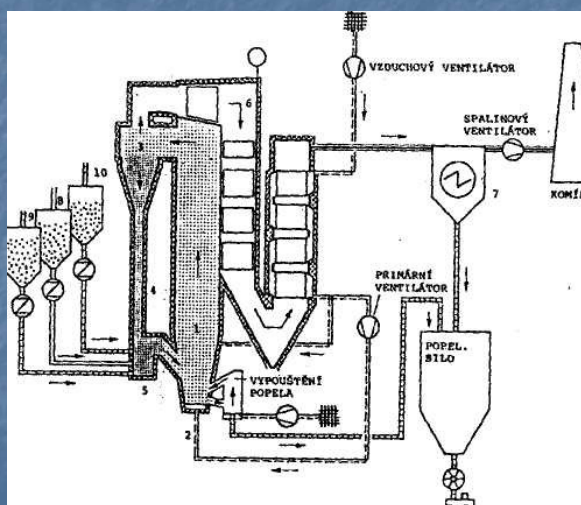 VZDUCHOVÝ VENTILÁTOR
SPALINOVÝ
VENTILÁTOR
6
3
10
8
9
7
KOMÍN
4
PRIMÁRNÍ
VENTILÁTOR
1
POPEL.
SILO
VYPOUŠTĚNÍ
POPELA
5
2